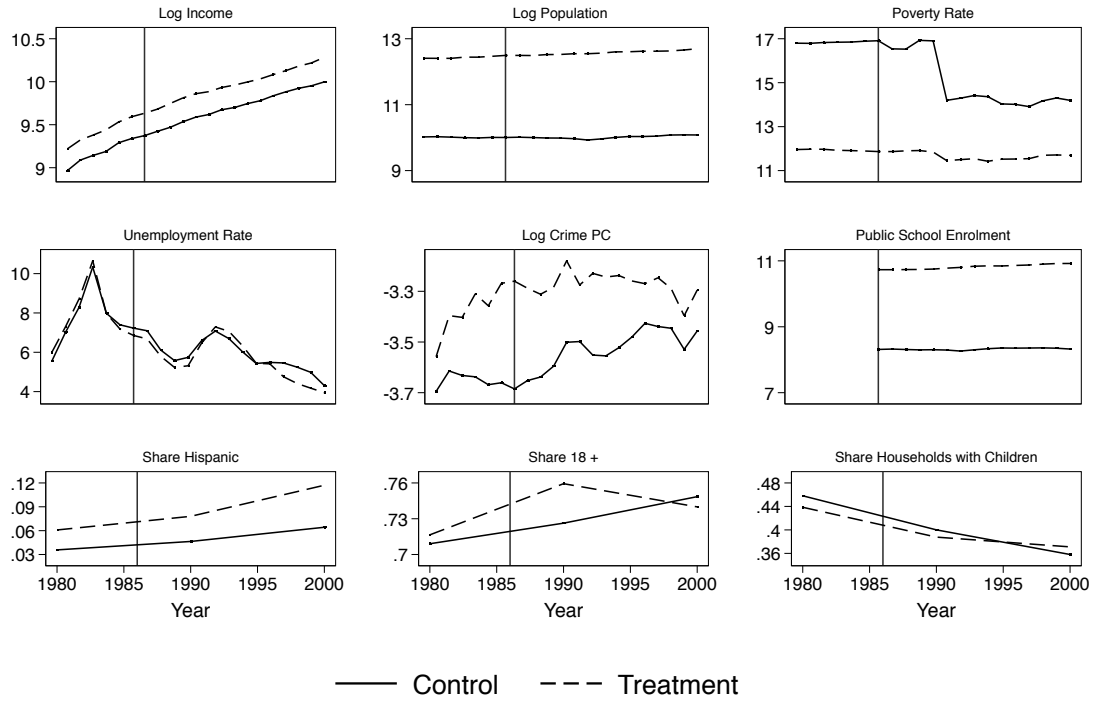 Log Income
Log Population
Poverty Rate
10.5
10
9.5
9
13
11
9
17
15
13
11
Unemployment Rate
Log Crime PC
Public School Enrolment
10
8
6
4
-3.3
-3.5
-3.7
11
9
7
Share Hispanic
Share 18 +
Share Households with Children
.12
.09
.06
.03
.76
.73
.7
.48
.44
.4
.36
1980 1985 1990 1995 2000
1980 1985 1990 1995 2000
1980 1985 1990 1995 2000
Year
Year
Year
Control
Treatment